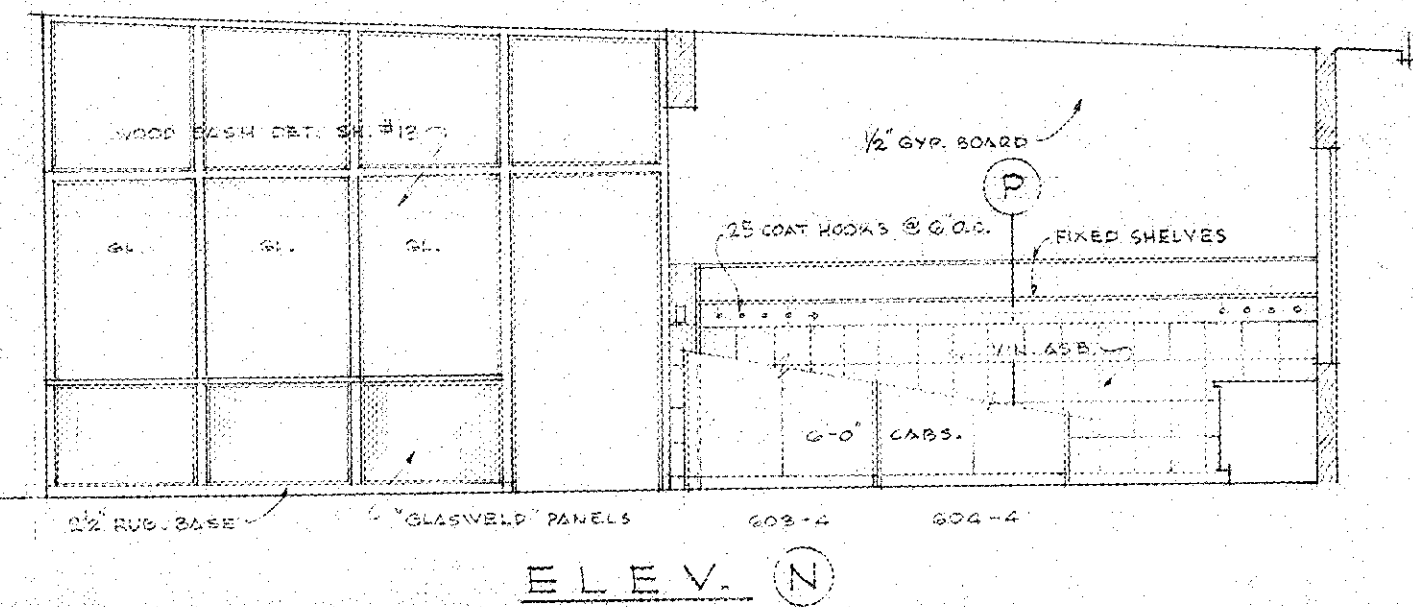 WOOD SASH DET. SH. #13
1/2" GYP. BOARD
P
25 COAT HOOKS @ 6" O.C.
FIXED SHELVES
GL.
GL.
GL.
VIN. ASB.
6-0" CABS.
2 1/2" RUB. BASE
"GLASWELD" PANELS
603-4
604-4
ELEV. N